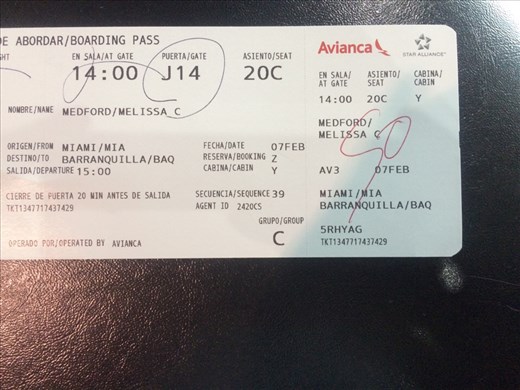 DE ABORDAR/BOARDING PASS
GHT EN SALA/AT GATE PUERTA/GATE ASIENTO/SEAT
14:00 J14 20C
NOMBRE/NAME MEDFORD/MELISSA C
ORIGEN/FROM MIAMI/MIA FECHA/DATE 07FEB
DESTINO/TO BARRANQUILLA/BAQ RESERVA/BOOKING Z
SALIDA/DEPARTURE 15:00 CABINA/CABIN Y
CIERRE DE PUERTA 20 MIN ANTES DE SALIDA SECUENCIA/SEQUENCE 39
TKT1347717437429 AGENT ID 2420CS
GRUPO/GROUP
OPERADO POR/OPERATED BY AVIANCA C
Avianca STAR ALLIANCE
EN SALA/ ASIENTO/ CABINA/
AT GATE SEAT CABIN
14:00 20C Y
MEDFORD/
MELISSA C
AV3 07FEB
MIAMI/MIA
BARRANQUILLA/BAQ
5RHYAG
TKT1347717437429